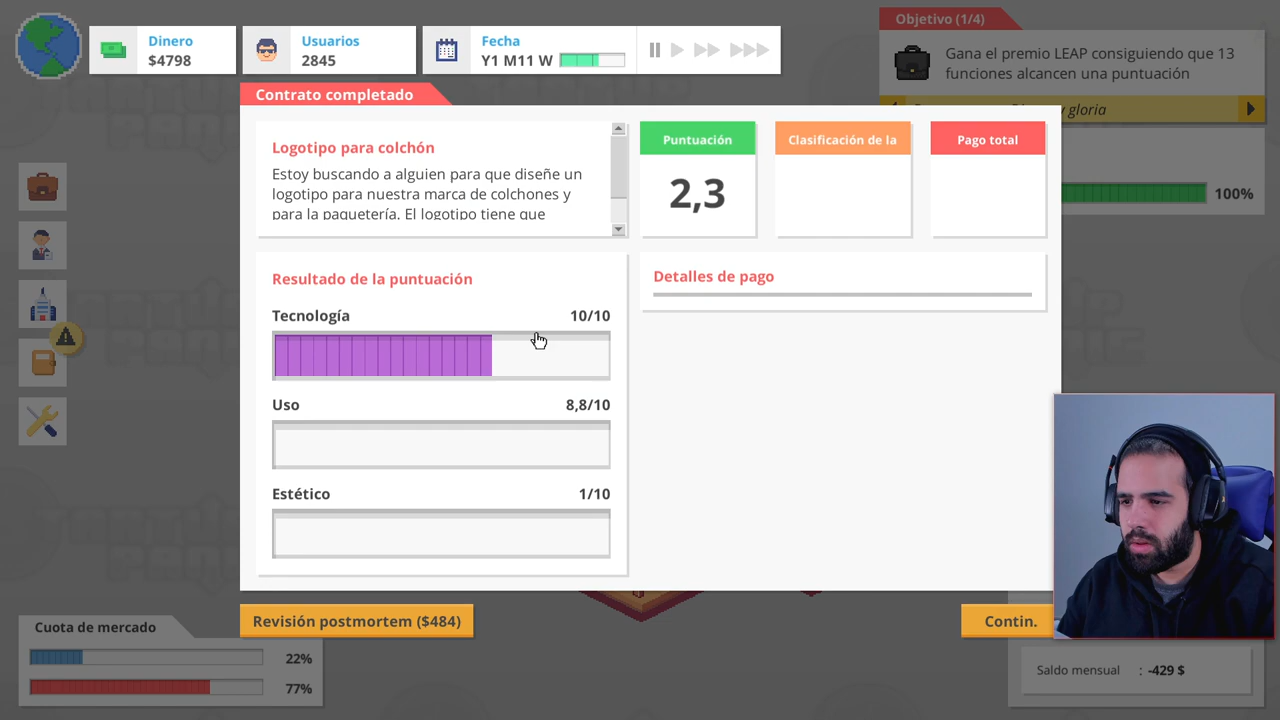 Dinero
$4798
Usuarios
2845
Fecha
Y1 M11 W
Objetivo (1/4)
Gana el premio LEAP consiguiendo que 13
funciones alcancen una puntuación
y gloria
100%
Contrato completado
Logotipo para colchón
Estoy buscando a alguien para que diseñe un
logotipo para nuestra marca de colchones y
para la paquetería. El logotipo tiene que
Puntuación
2,3
Clasificación de la
Pago total
Resultado de la puntuación
Tecnología 10/10
Uso 8,8/10
Estético 1/10
Detalles de pago
Revisión postmortem ($484)
Contin.
Cuota de mercado
22%
77%
Saldo mensual : -429 $